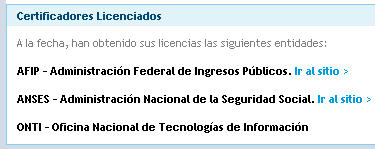 Certificadores Licenciados
A la fecha, han obtenido sus licencias las siguientes entidades:
AFIP - Administración Federal de Ingresos Públicos. Ir al sitio >
ANSES - Administración Nacional de la Seguridad Social. Ir al sitio >
ONTI - Oficina Nacional de Tecnologías de Información